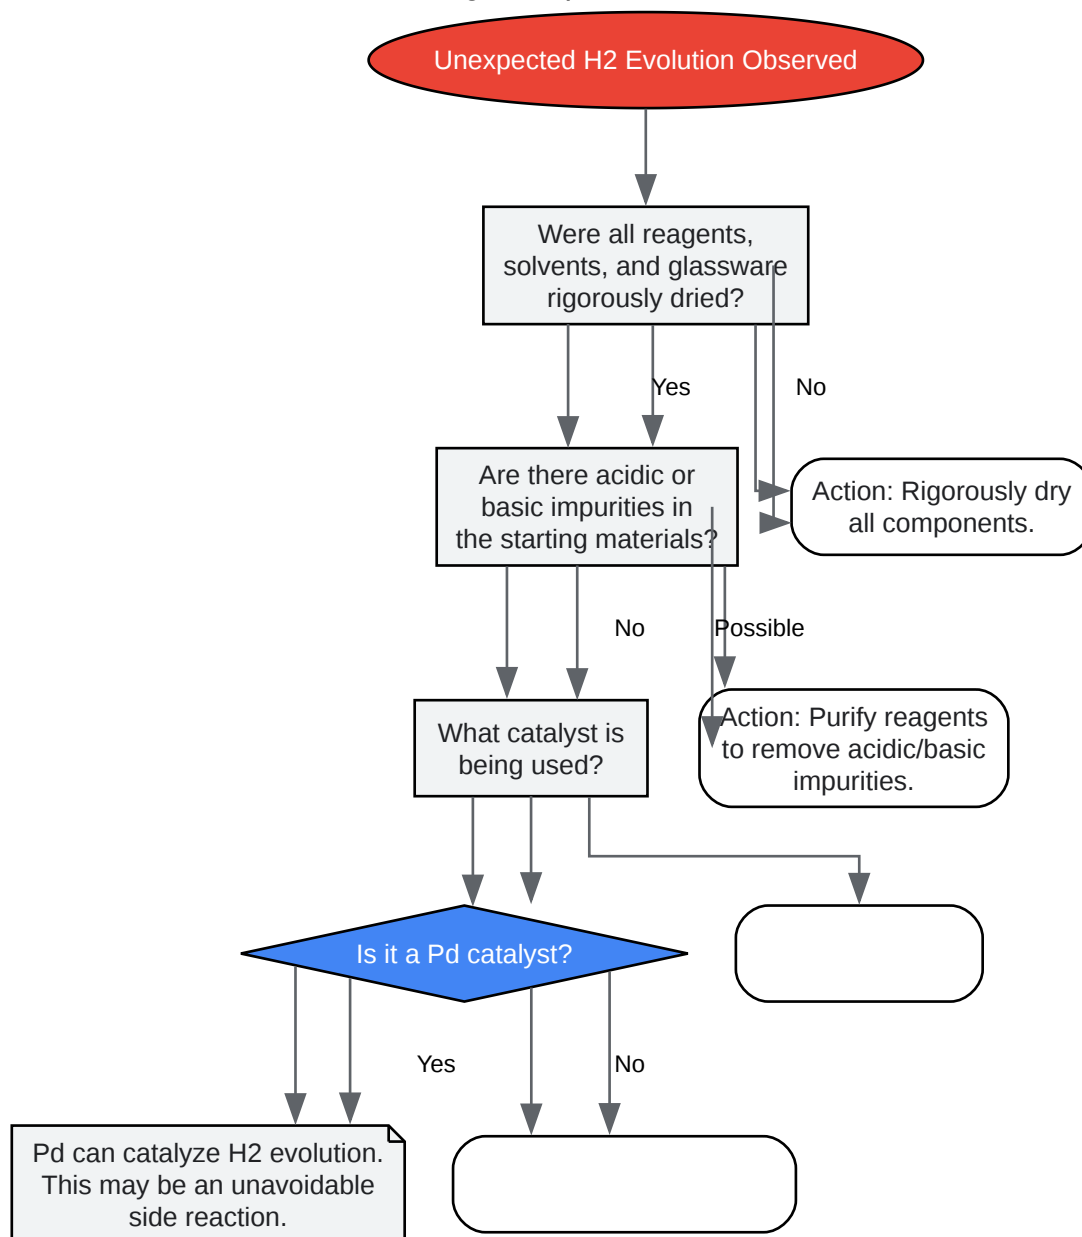 Unexpected H2 Evolution Observed
Were all reagents,
solvents, and glassware
rigorously dried?
Yes
No
Are there acidic or
basic impurities in
the starting materials?
Action: Rigorously dry
all components.
No
Possible
What catalyst is
being used?
Action: Purify reagents
to remove acidic/basic
impurities.
Is it a Pd catalyst?
Yes
No
Pd can catalyze H2 evolution.
This may be an unavoidable
side reaction.